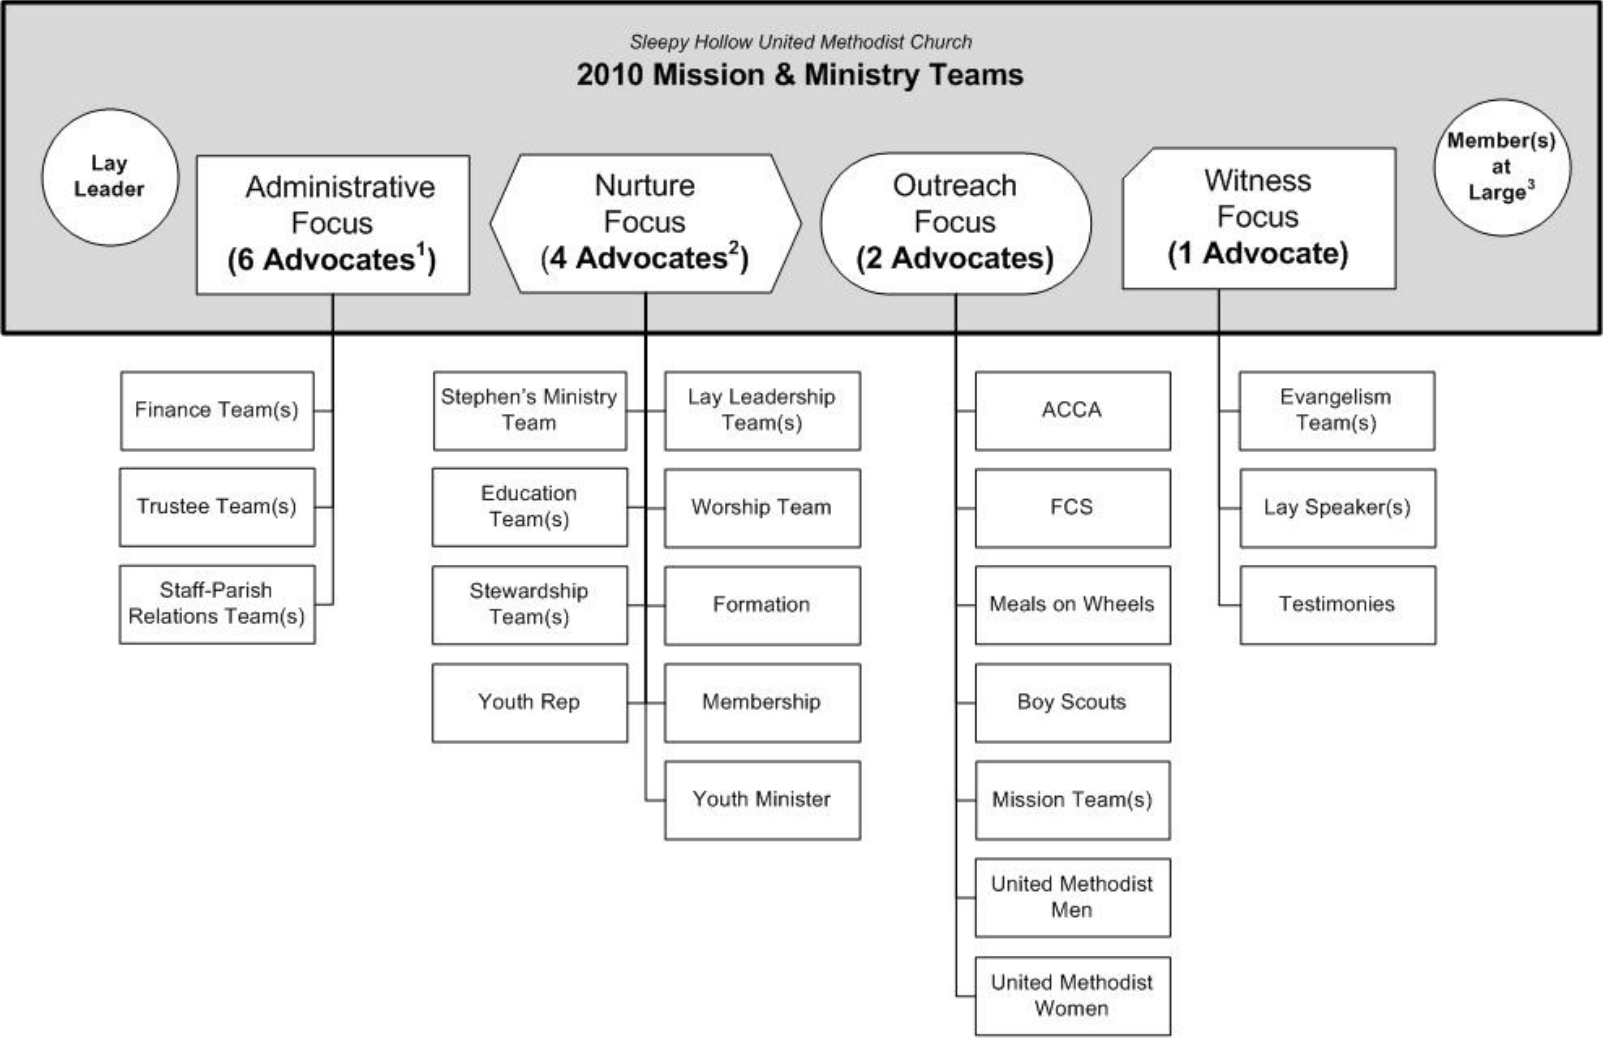 Sleepy Hollow United Methodist Church
2010 Mission & Ministry Teams
Lay
Leader
Administrative
Focus
(6 Advocates¹)
Nurture
Focus
(4 Advocates²)
Outreach
Focus
(2 Advocates)
Witness
Focus
(1 Advocate)
Member(s)
at
Large³
Finance Team(s)
Trustee Team(s)
Staff-Parish
Relations Team(s)
Stephen's Ministry
Team
Education
Team(s)
Stewardship
Team(s)
Youth Rep
Lay Leadership
Team(s)
Worship Team
Formation
Membership
Youth Minister
ACCA
FCS
Meals on Wheels
Boy Scouts
Mission Team(s)
United Methodist
Men
United Methodist
Women
Evangelism
Team(s)
Lay Speaker(s)
Testimonies